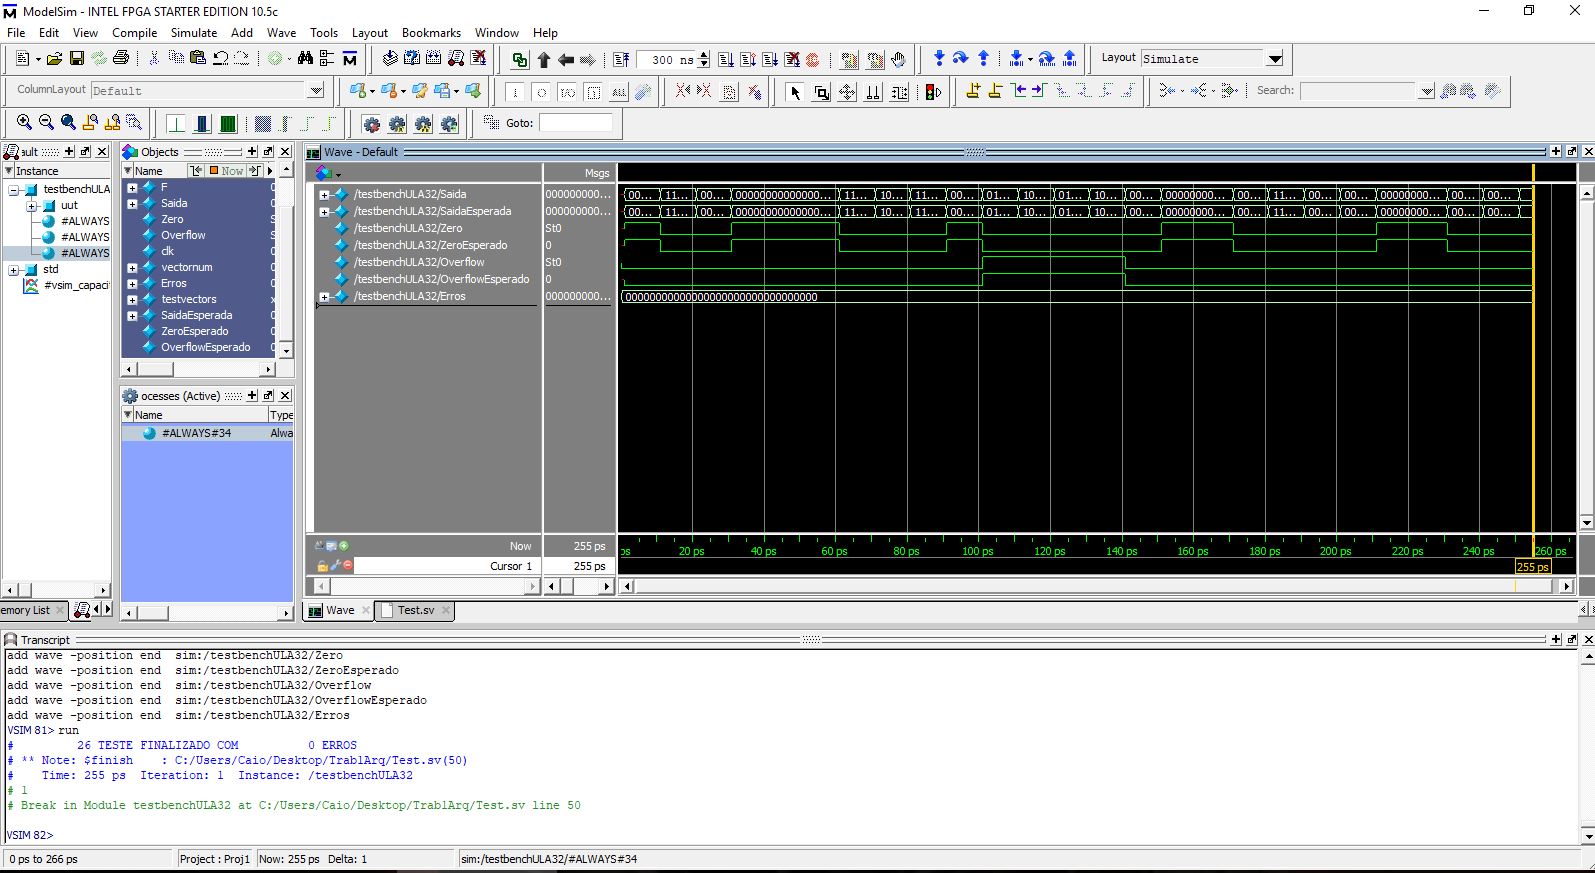 ModelSim - INTEL FPGA STARTER EDITION 10.5c
File Edit View Compile Simulate Add Wave Tools Layout Bookmarks Window Help
300 ns
Layout Simulate
ColumnLayout Default
Search:
Goto:
ault
Instance
testbenchULA
uut
#ALWAYS
#ALWAYS
#ALWAYS
std
#vsim_capacit
emory List
Objects
Name Now
F
Saida
Zero
Overflow
clk
vectornum
Erros
testvectors
SaidaEsperada
ZeroEsperado
OverflowEsperado
ocesses (Active)
Name Type
#ALWAYS#34 Alwa
Wave - Default
Msgs
/testbenchULA32/Saida 000000000... 00... 11... 00... 00000000000000... 11... 10... 11... 00... 01... 10... 01... 10... 00... 00000000... 00... 11... 00... 00... 00000000... 00... 00...
/testbenchULA32/SaidaEsperada 000000000... 00... 11... 00... 00000000000000... 11... 10... 11... 00... 01... 10... 01... 10... 00... 00000000... 00... 11... 00... 00... 00000000... 00... 00...
/testbenchULA32/Zero St0
/testbenchULA32/ZeroEsperado 0
/testbenchULA32/Overflow St0
/testbenchULA32/OverflowEsperado 0
/testbenchULA32/Erros 000000000... 00000000000000000000000000000000
Now 255 ps
20 ps 40 ps 60 ps 80 ps 100 ps 120 ps 140 ps 160 ps 180 ps 200 ps 220 ps 240 ps 260 ps
Cursor 1 255 ps 255 ps
Wave Test.sv
Transcript
add wave -position end sim:/testbenchULA32/Zero
add wave -position end sim:/testbenchULA32/ZeroEsperado
add wave -position end sim:/testbenchULA32/Overflow
add wave -position end sim:/testbenchULA32/OverflowEsperado
add wave -position end sim:/testbenchULA32/Erros
VSIM 81> run
# 26 TESTE FINALIZADO COM 0 ERROS
# ** Note: $finish : C:/Users/Caio/Desktop/Trab1Arq/Test.sv(50)
# Time: 255 ps Iteration: 1 Instance: /testbenchULA32
# 1
# Break in Module testbenchULA32 at C:/Users/Caio/Desktop/Trab1Arq/Test.sv line 50
VSIM 82>
0 ps to 266 ps Project : Proj1 Now: 255 ps Delta: 1 sim:/testbenchULA32/#ALWAYS#34